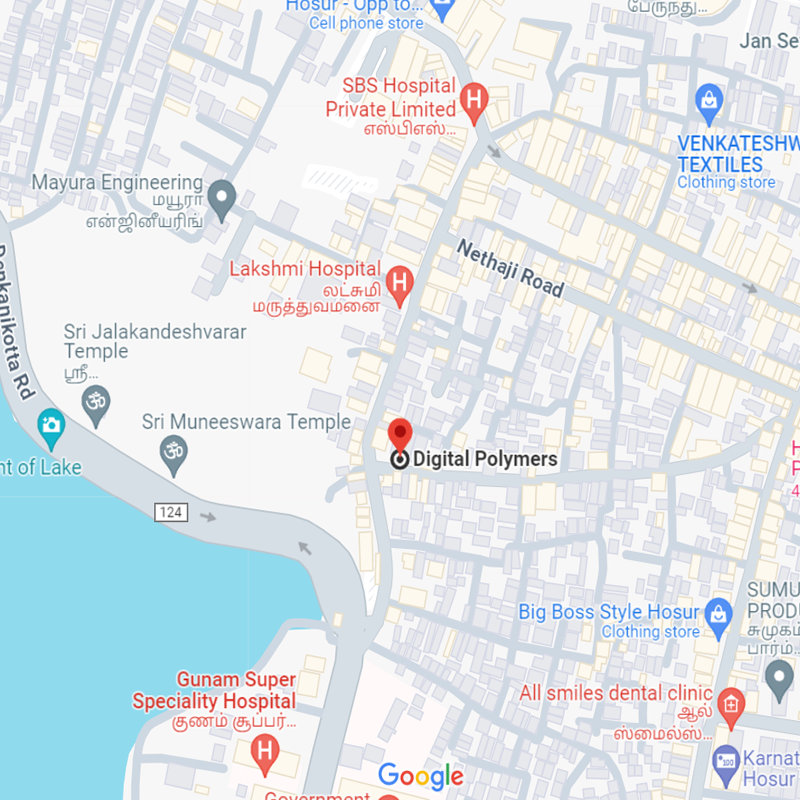 Hosur - Opp to...
Cell phone store
பேருந்து...
Jan Se
SBS Hospital
Private Limited
எஸ்பிஎஸ்...
VENKATESHW
TEXTILES
Clothing store
Mayura Engineering
மயூரா
என்ஜினீயரிங்
Nethaji Road
Lakshmi Hospital
லட்சுமி
மருத்துவமனை
Denkanikotta Rd
Sri Jalakandeshvarar
Temple
ஸ்ரீ...
Sri Muneeswara Temple
nt of Lake
Digital Polymers
H
P
4
124
SUMU
PRODU
சுமுகம்
பார்ம்...
Big Boss Style Hosur
Clothing store
Gunam Super
Speciality Hospital
குணம் சூப்பர்...
All smiles dental clinic
ஆல்
ஸ்மைல்ஸ்...
Karnat
Hosur
Google
Government